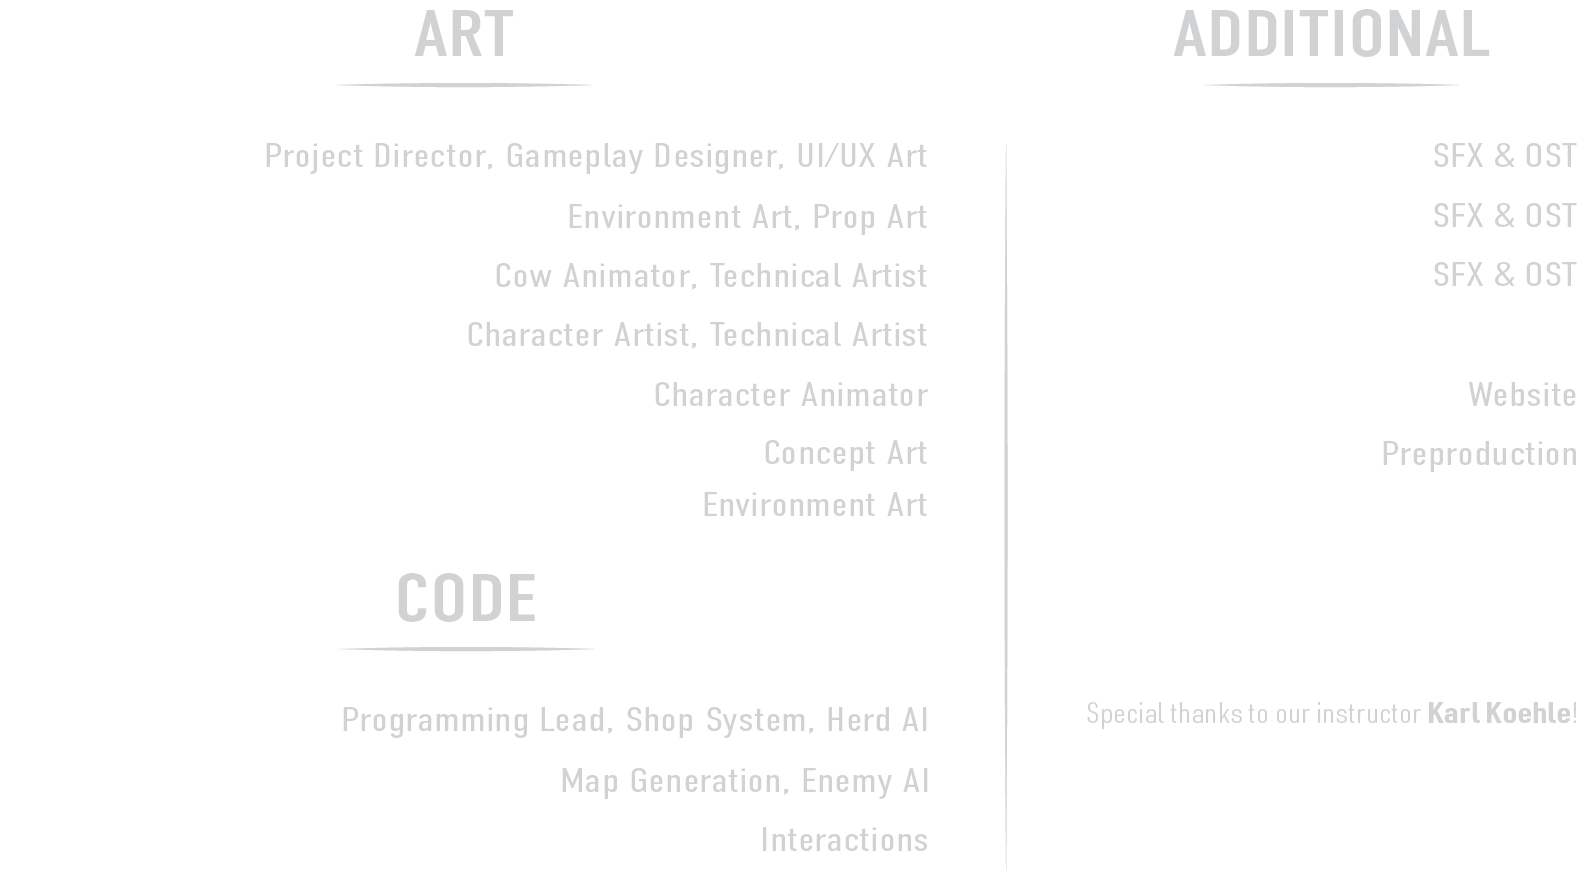 ART
Project Director, Gameplay Designer, UI/UX Art
Environment Art, Prop Art
Cow Animator, Technical Artist
Character Artist, Technical Artist
Character Animator
Concept Art
Environment Art
CODE
Programming Lead, Shop System, Herd AI
Map Generation, Enemy AI
Interactions
ADDITIONAL
SFX & OST
SFX & OST
SFX & OST
Website
Preproduction
Special thanks to our instructor Karl Koehle!